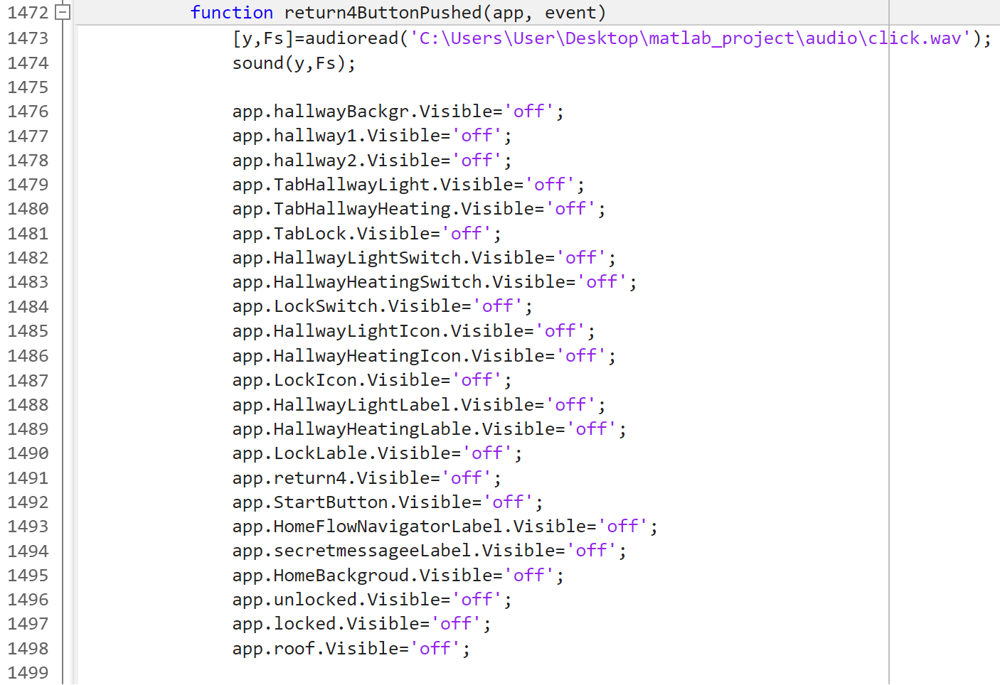 1472 function return4ButtonPushed(app, event)
1473 [y,Fs]=audioread('C:\Users\User\Desktop\matlab_project\audio\click.wav');
1474 sound(y,Fs);
1475
1476 app.hallwayBackgr.Visible='off';
1477 app.hallway1.Visible='off';
1478 app.hallway2.Visible='off';
1479 app.TabHallwayLight.Visible='off';
1480 app.TabHallwayHeating.Visible='off';
1481 app.TabLock.Visible='off';
1482 app.HallwayLightSwitch.Visible='off';
1483 app.HallwayHeatingSwitch.Visible='off';
1484 app.LockSwitch.Visible='off';
1485 app.HallwayLightIcon.Visible='off';
1486 app.HallwayHeatingIcon.Visible='off';
1487 app.LockIcon.Visible='off';
1488 app.HallwayLightLabel.Visible='off';
1489 app.HallwayHeatingLable.Visible='off';
1490 app.LockLable.Visible='off';
1491 app.return4.Visible='off';
1492 app.StartButton.Visible='off';
1493 app.HomeFlowNavigatorLabel.Visible='off';
1494 app.secretmessageeLabel.Visible='off';
1495 app.HomeBackgroud.Visible='off';
1496 app.unlocked.Visible='off';
1497 app.locked.Visible='off';
1498 app.roof.Visible='off';
1499